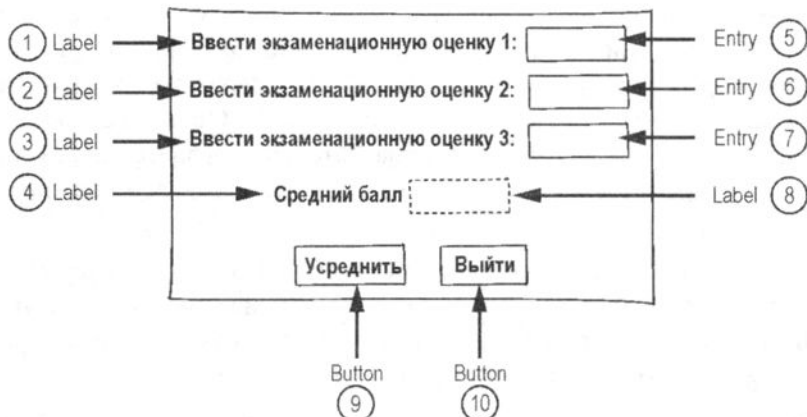 1 Label Ввести экзаменационную оценку 1: Entry 5
2 Label Ввести экзаменационную оценку 2: Entry 6
3 Label Ввести экзаменационную оценку 3: Entry 7
4 Label Средний балл Label 8
Усреднить Выйти
Button Button
9 10